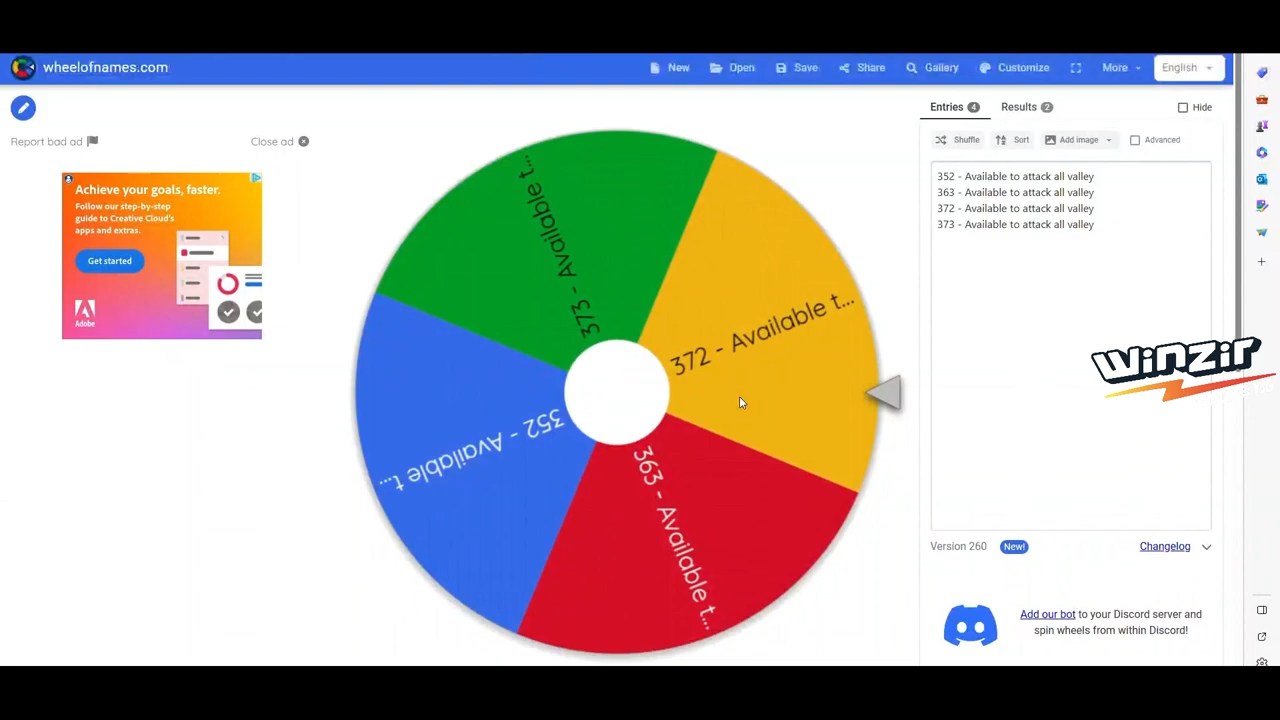 wheelofnames.com
New
Open
Save
Share
Gallery
Customize
More
English
Report bad ad
Close ad
Achieve your goals, faster.
Follow our step-by-step
guide to Creative Cloud's
apps and extras.
Get started
Adobe
373 - Available t...
372 - Available t...
352 - Available t...
363 - Available t...
Entries 4
Results 2
Hide
Shuffle
Sort
Add image
Advanced
352 - Available to attack all valley
363 - Available to attack all valley
372 - Available to attack all valley
373 - Available to attack all valley
winzir
Version 260
New!
Changelog
Add our bot to your Discord server and
spin wheels from within Discord!